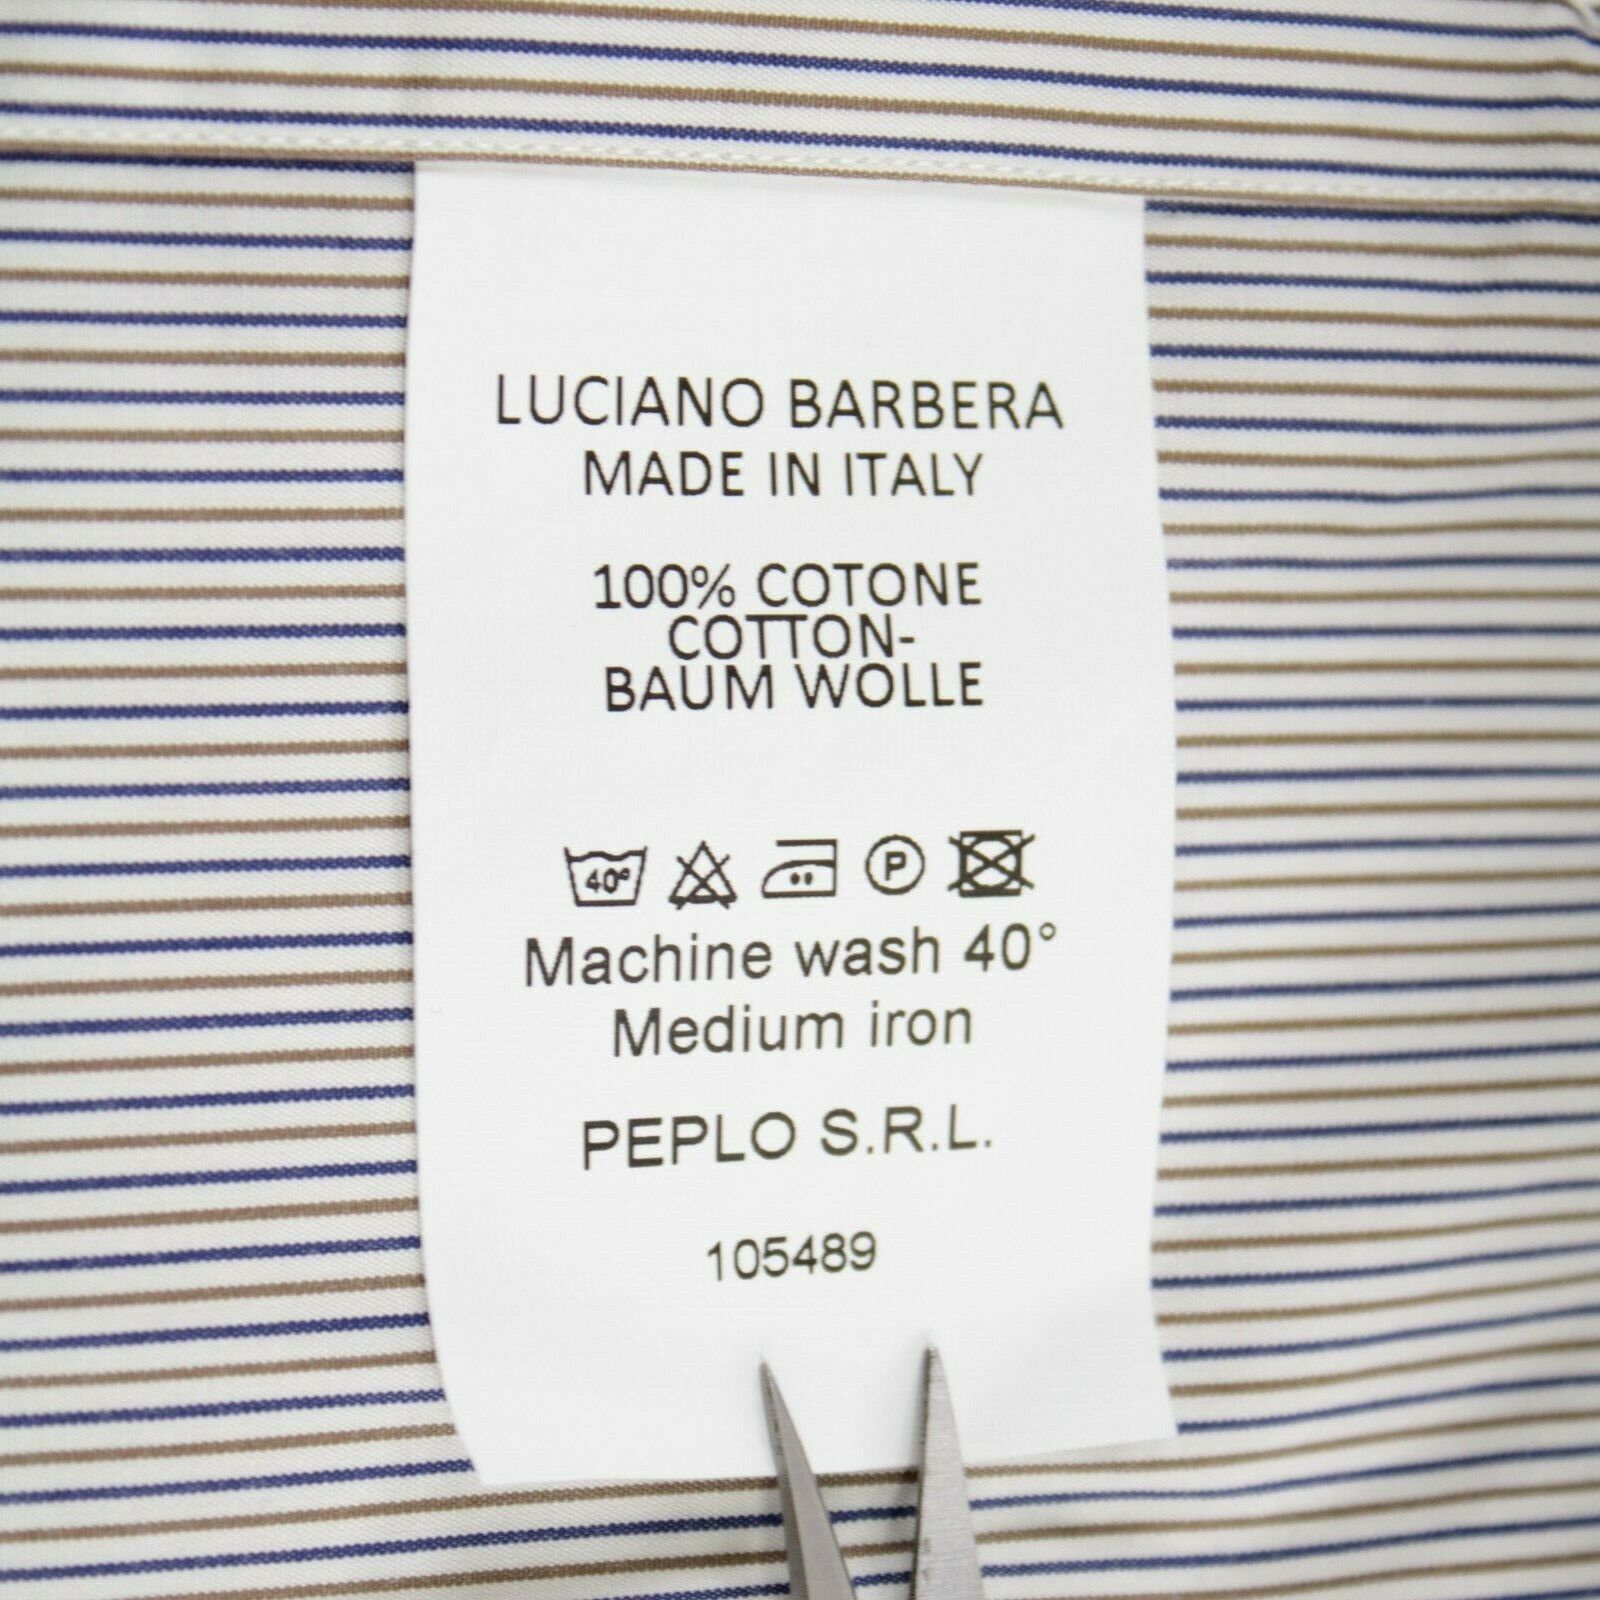 LUCIANO BARBERA
MADE IN ITALY
100% COTONE
COTTON-
BAUM WOLLE
40° P
Machine wash 40°
Medium iron
PEPLO S.R.L.
105489